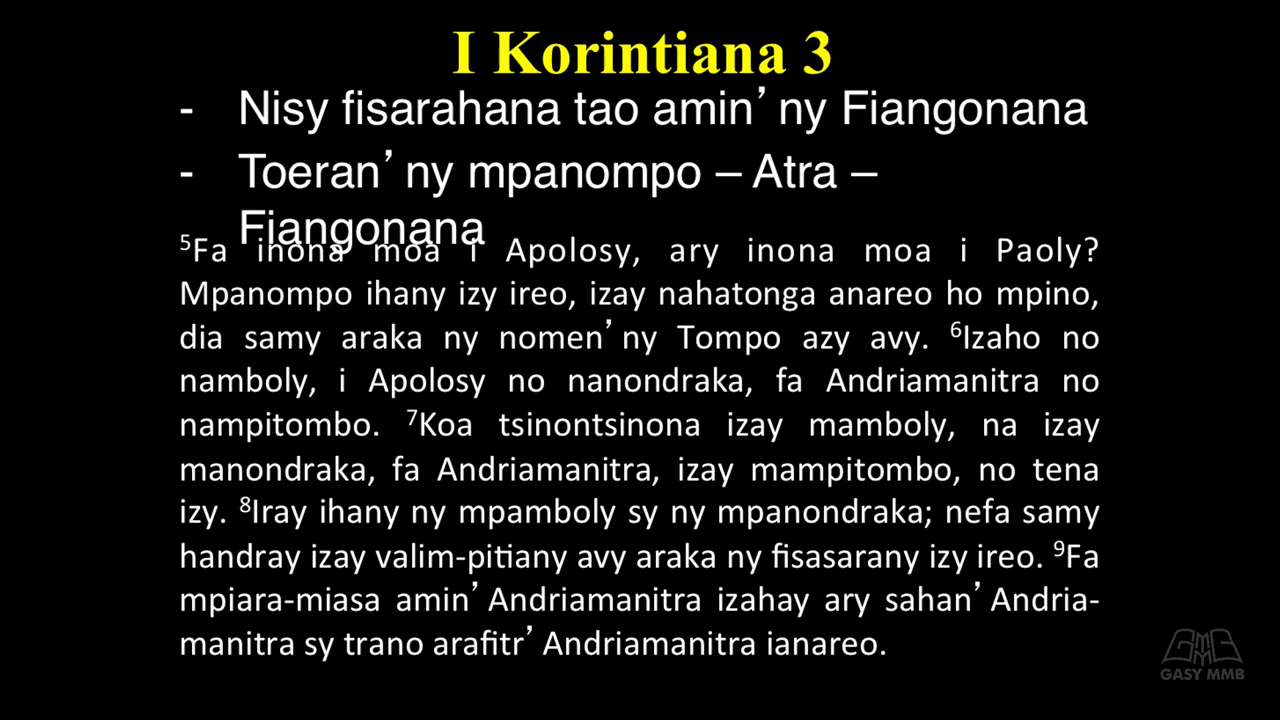 I Korintiana 3
- Nisy fisarahana tao amin’ ny Fiangonana
- Toeran’ ny mpanompo – Atra –
Fiangonana
⁵Fa inona moa i Apolosy, ary inona moa i Paoly?
Mpanompo ihany izy ireo, izay nahatonga anareo ho mpino,
dia samy araka ny nomen’ ny Tompo azy avy. ⁶Izaho no
namboly, i Apolosy no nanondraka, fa Andriamanitra no
nampitombo. ⁷Koa tsinontsinona izay mamboly, na izay
manondraka, fa Andriamanitra, izay mampitombo, no tena
izy. ⁸Iray ihany ny mpamboly sy ny mpanondraka; nefa samy
handray izay valim-pitiany avy araka ny fisasarany izy ireo. ⁹Fa
mpiara-miasa amin’ Andriamanitra izahay ary sahan’ Andria-
manitra sy trano arafitr’ Andriamanitra ianareo.
GASY MMB